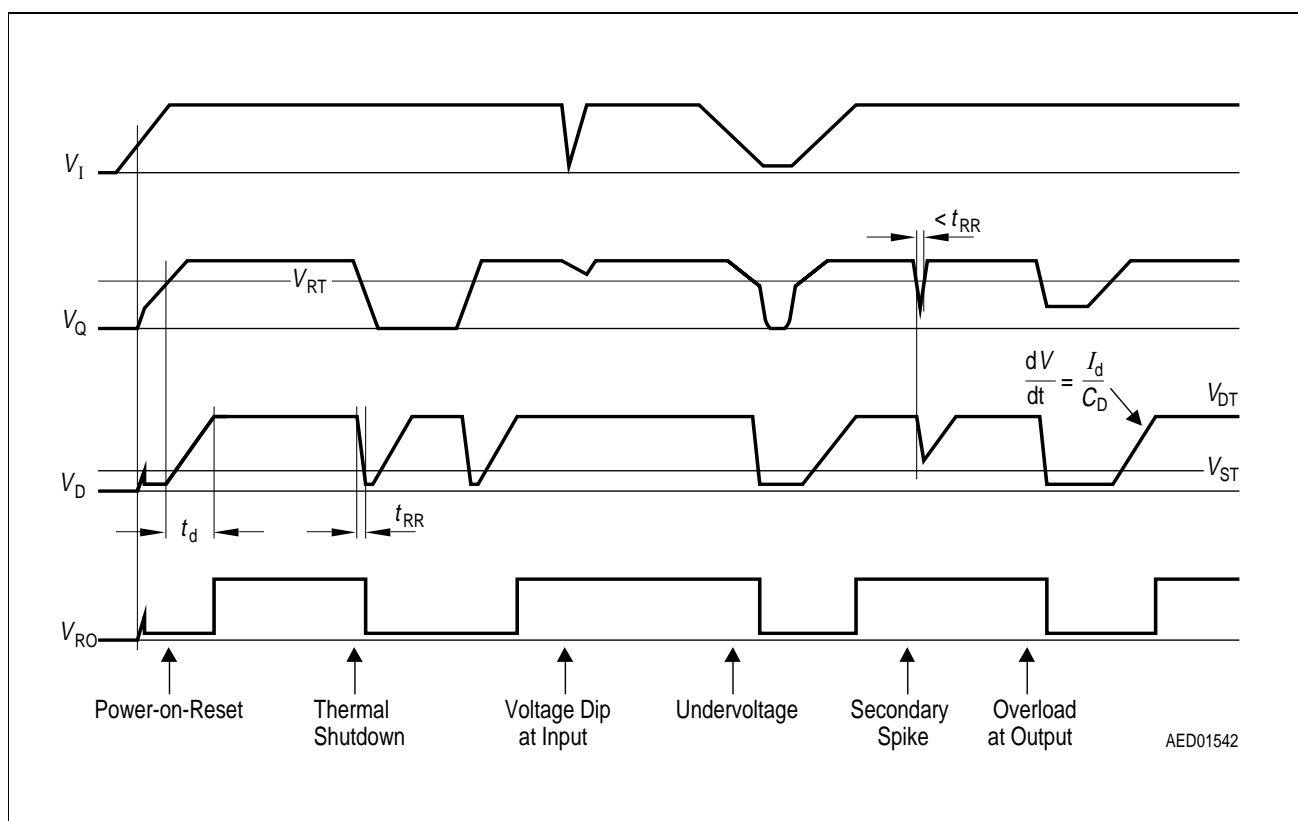 V_I
< t_RR
V_RT
V_Q
dV/dt = I_d/C_D
V_DT
V_ST
V_D
t_d
t_RR
V_RO
Power-on-Reset
Thermal
Shutdown
Voltage Dip
at Input
Undervoltage
Secondary
Spike
Overload
at Output
AED01542